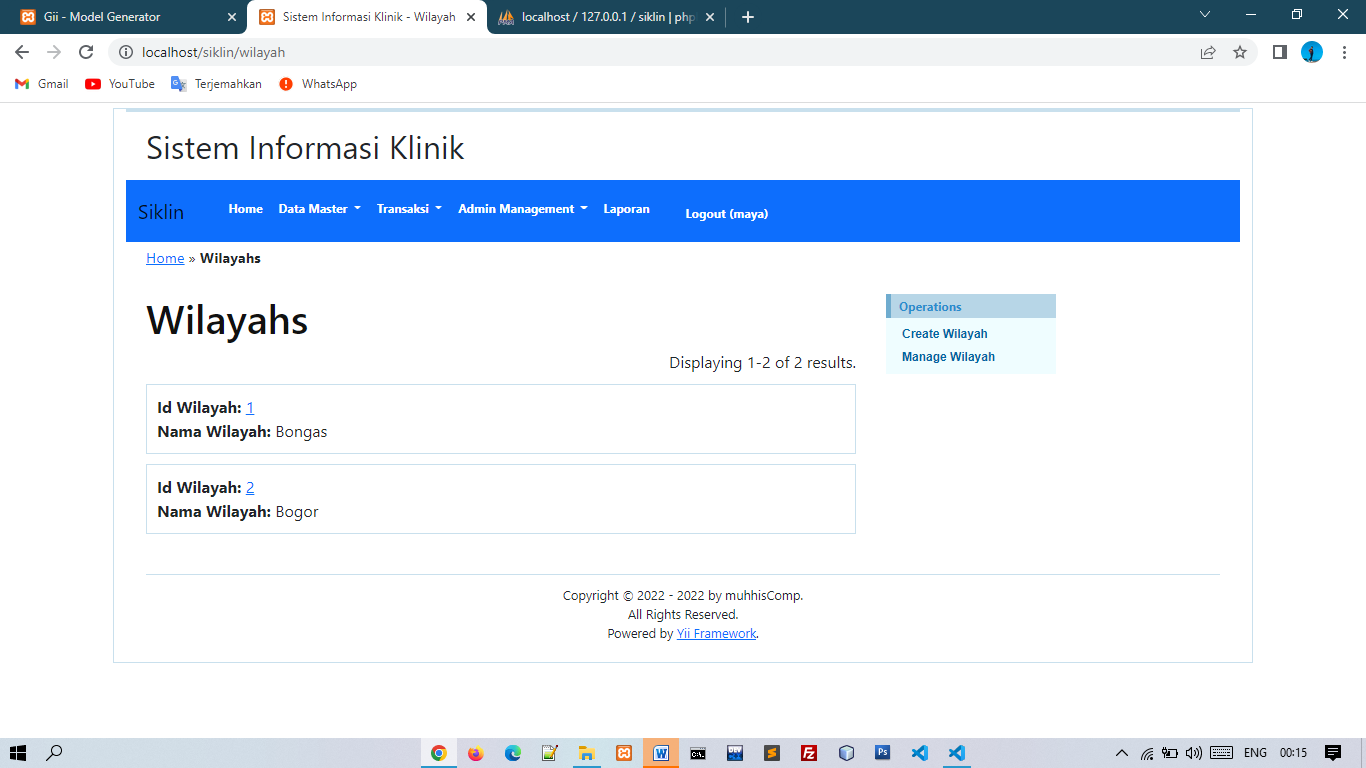 Gii - Model Generator
Sistem Informasi Klinik - Wilayah
localhost / 127.0.0.1 / siklin | php
localhost/siklin/wilayah
Gmail YouTube Terjemahkan WhatsApp
Sistem Informasi Klinik
Siklin Home Data Master Transaksi Admin Management Laporan Logout (maya)
Home » Wilayahs
Wilayahs
Displaying 1-2 of 2 results.
Id Wilayah: 1
Nama Wilayah: Bongas
Id Wilayah: 2
Nama Wilayah: Bogor
Operations
Create Wilayah
Manage Wilayah
Copyright © 2022 - 2022 by muhhisComp.
All Rights Reserved.
Powered by Yii Framework.
ENG 00:15